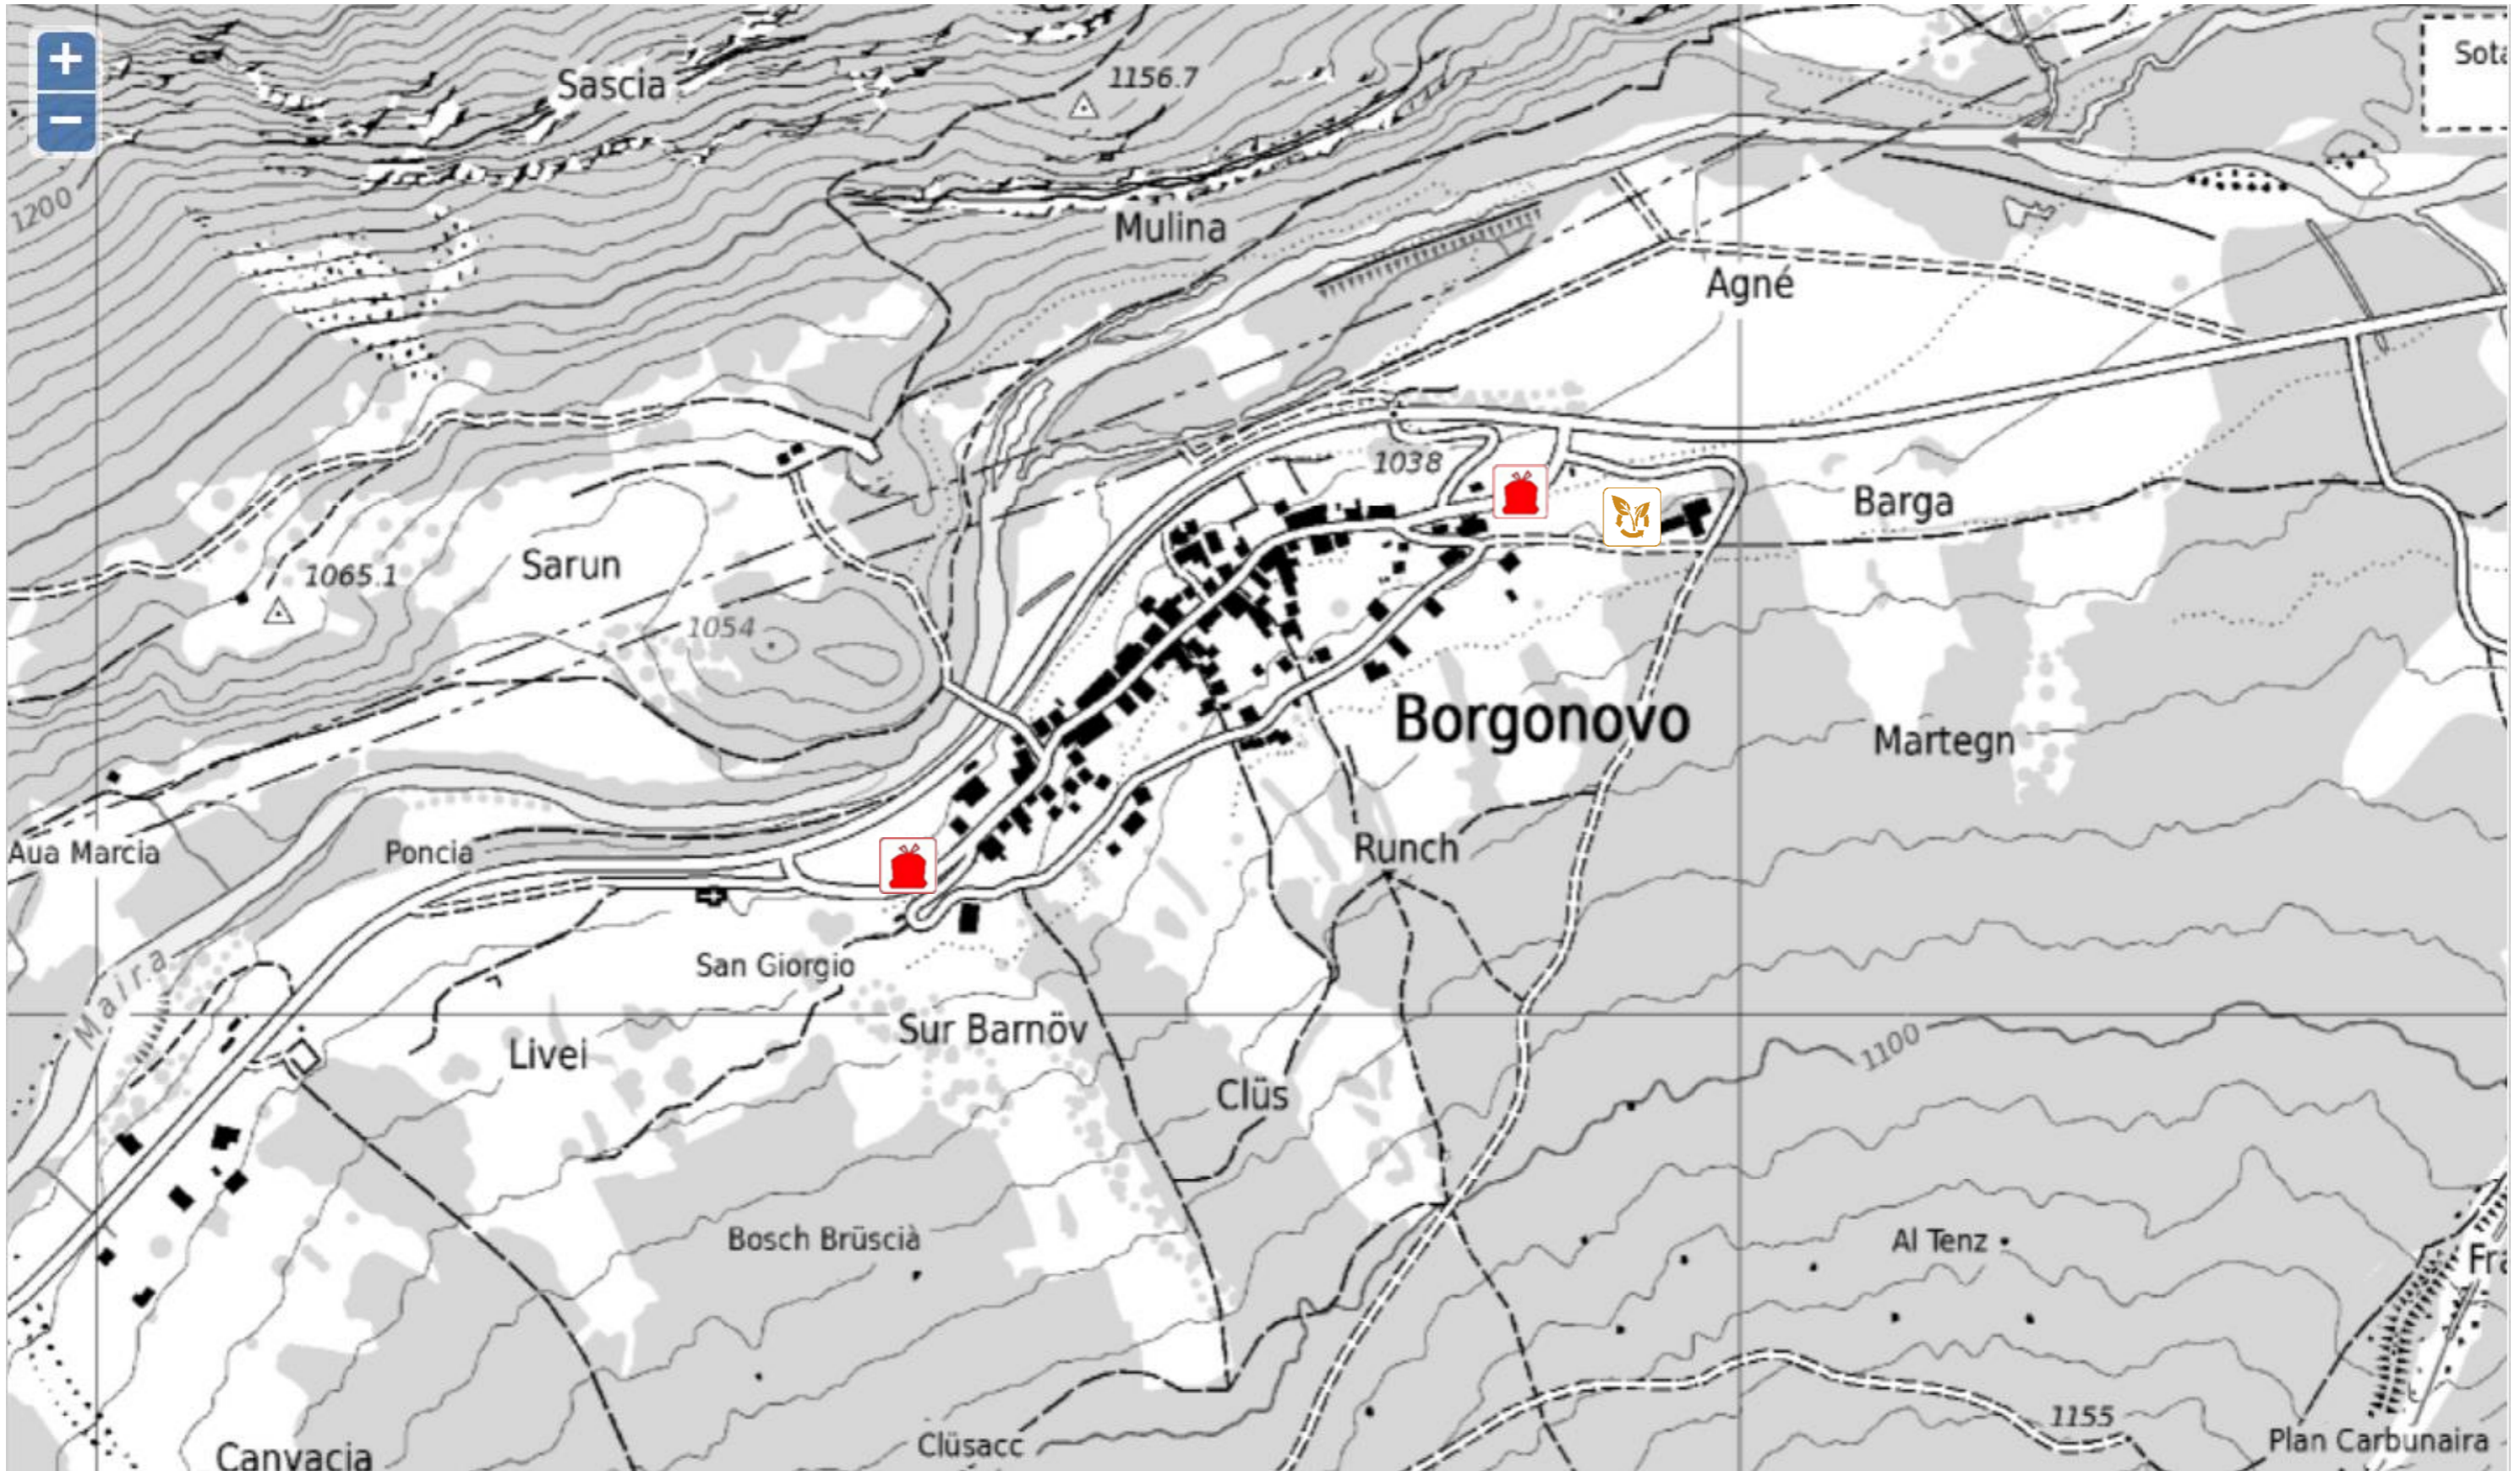 +
−
Sascia
1156.7
1200
Mulina
Agné
1038
Barga
Sarun
1065.1
1054
Borgonovo
Martegn
Aua Marcia
Poncia
Runch
San Giorgio
Maira
Sur Barnöv
Livei
1100
Clüs
Bosch Brüscià
Al Tenz
1155
Canvacia
Clüsacc
Plan Carbunaira